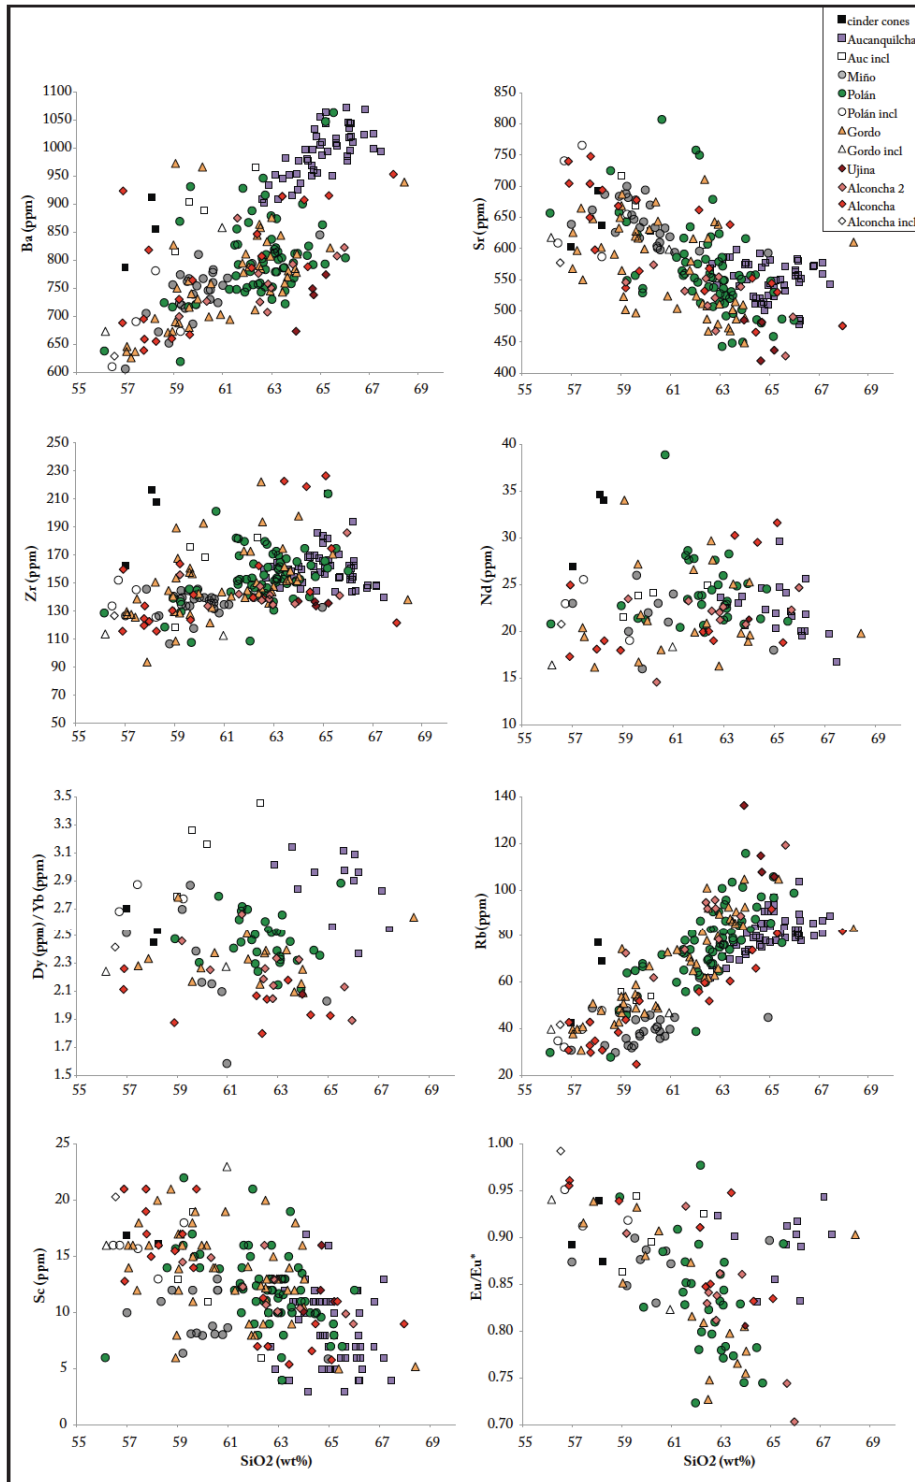 cinder cones
Aucanquilcha
Auc incl
Miño
Polán
Polán incl
Gordo
Gordo incl
Ujina
Alconcha 2
Alconcha
Alconcha incl
Ba (ppm)
1100
1050
1000
950
900
850
800
750
700
650
600
55 57 59 61 63 65 67 69
Sr (ppm)
850
800
750
700
650
600
550
500
450
400
55 57 59 61 63 65 67 69
Zr (ppm)
250
230
210
190
170
150
130
110
90
70
50
55 57 59 61 63 65 67 69
Nd (ppm)
40
35
30
25
20
15
10
55 57 59 61 63 65 67 69
Dy (ppm) / Yb (ppm)
3.5
3.3
3.1
2.9
2.7
2.5
2.3
2.1
1.9
1.7
1.5
55 57 59 61 63 65 67 69
Rb(ppm)
140
120
100
80
60
40
20
55 57 59 61 63 65 67 69
Sc (ppm)
25
20
15
10
5
0
55 57 59 61 63 65 67 69
SiO2 (wt%)
Eu/Eu*
1.00
0.95
0.90
0.85
0.80
0.75
0.70
55 57 59 61 63 65 67 69
SiO2 (wt%)